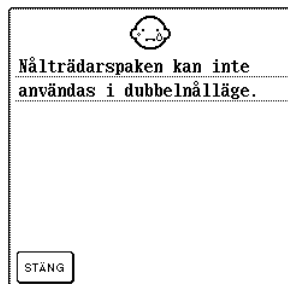 Nålträdarspaken kan inte
användas i dubbelnålläge.
STÄNG